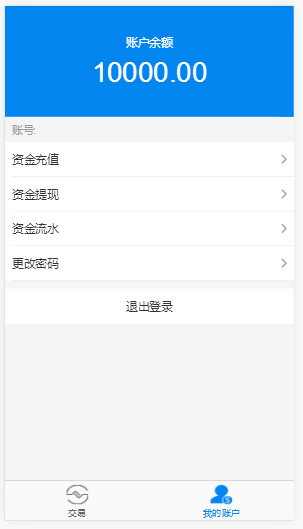 账户余额
10000.00
账号:
资金充值
资金提现
资金流水
更改密码
退出登录
交易
我的账户